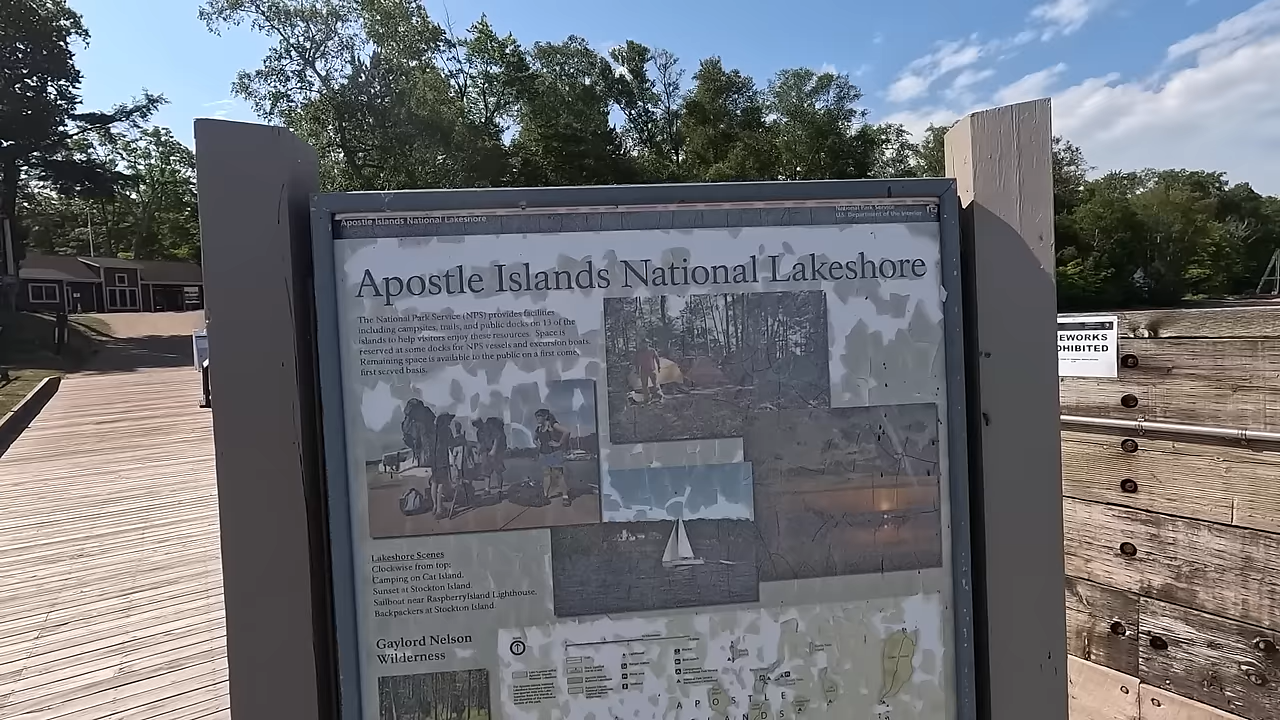 Apostle Islands National Lakeshore
National Park Service
U.S. Department of the Interior
Apostle Islands National Lakeshore
The National Park Service (NPS) provides facilities
including campsites, trails, and public docks on 13 of the
islands to help visitors enjoy these resources. Space is
reserved at some docks for NPS vessels and excursion boats.
Remaining space is available to the public on a first come,
first served basis.
Lakeshore Scenes
Clockwise from top:
Camping on Cat Island.
Sunset at Stockton Island.
Sailboat near RaspberryIsland Lighthouse.
Backpackers at Stockton Island.
Gaylord Nelson
Wilderness
APOSTLE
ISLANDS
EWORKS
OHIBITED